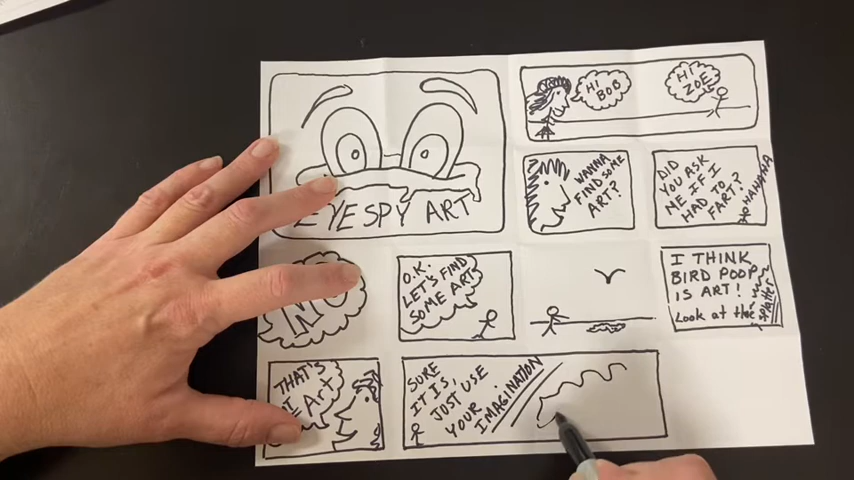 EYE SPY ART
HI
BOB
HI
ZOE
WANNA
FIND SOME
ART?
DID
YOU ASK
ME IF I
HAD TO
FART?
HAHAHA
NO
O.K.
LET'S FIND
SOME ART
I THINK
BIRD POOP
IS ART!
Look at the
splatter
THAT'S
Art
SURE
IT IS,
JUST USE
YOUR
IMAGINATION